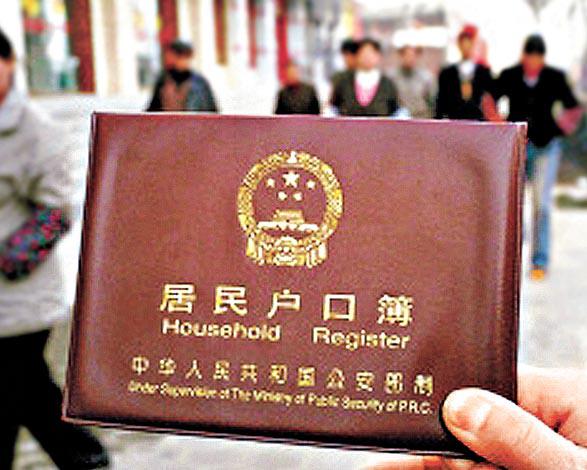 居民户口簿
Household Register
中华人民共和国公安部制
Under Supervision of The Ministry of Public Security of P.R.C.